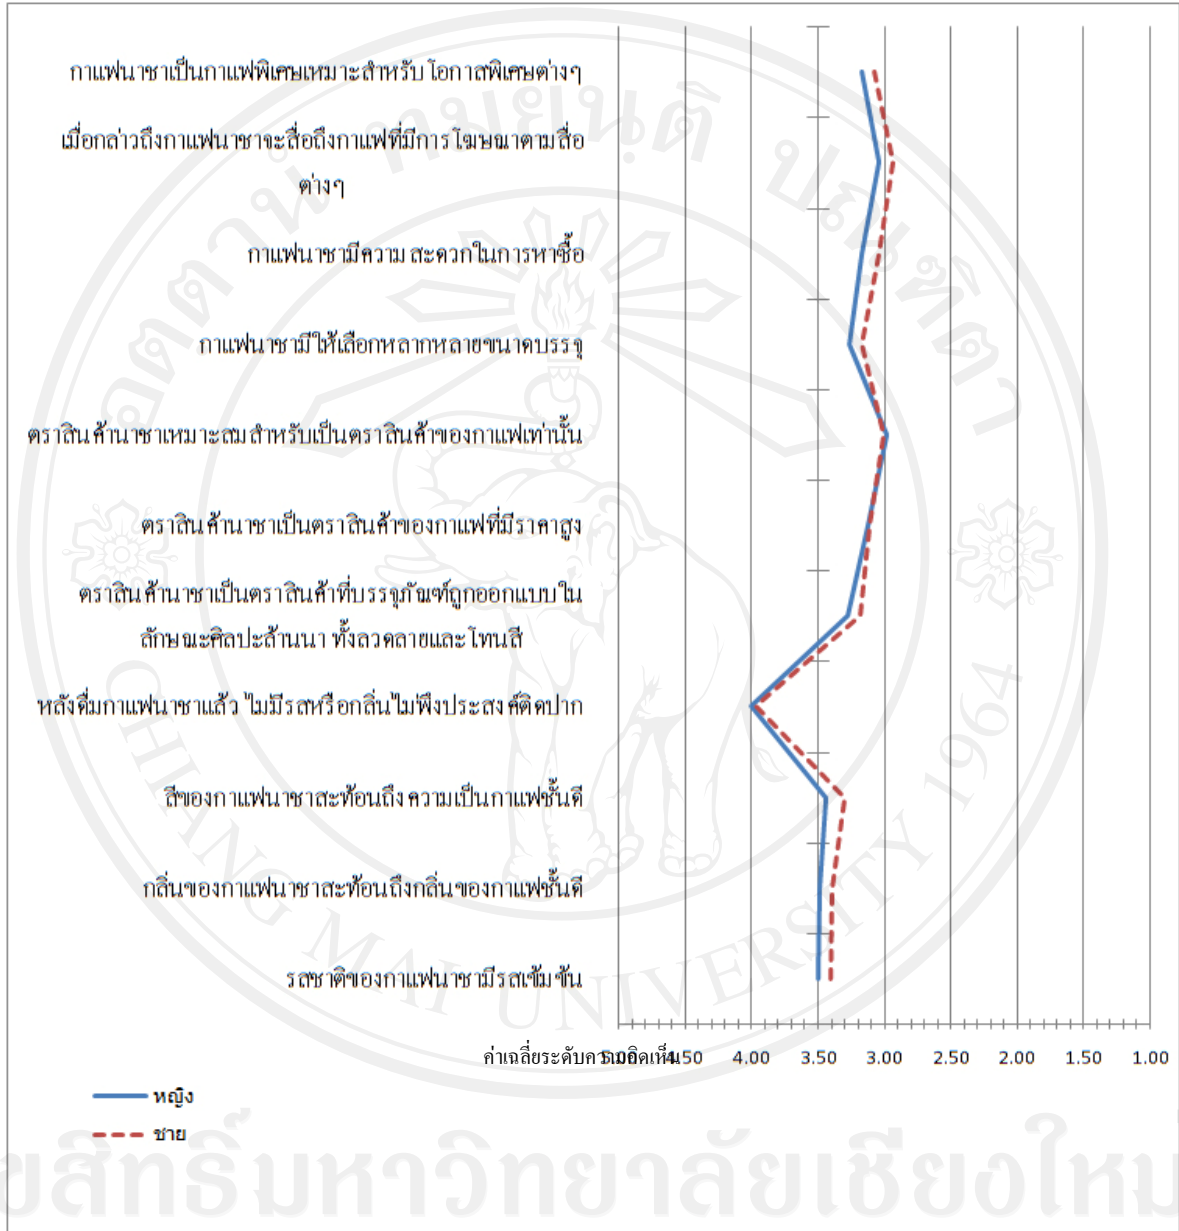 กาแฟนาชาเป็นกาแฟพิเศษเหมาะสำหรับโอกาสพิเศษต่างๆ
เมื่อกล่าวถึงกาแฟนาชาจะสื่อถึงกาแฟที่มีการโฆษณาตามสื่อ
ต่างๆ
กาแฟนาชามีความสะดวกในการหาซื้อ
กาแฟนาชามีให้เลือกหลากหลายขนาดบรรจุ
ตราสินค้านาชาเหมาะสมสำหรับเป็นตราสินค้าของกาแฟเท่านั้น
ตราสินค้านาชาเป็นตราสินค้าของกาแฟที่มีราคาสูง
ตราสินค้านาชาเป็นตราสินค้าที่บรรจุภัณฑ์ถูกออกแบบใน
ลักษณะศิลปะล้านนา ทั้งลวดลายและโทนสี
หลังดื่มกาแฟนาชาแล้ว ไม่มีรสหรือกลิ่นไม่พึงประสงค์ติดปาก
สีของกาแฟนาชาสะท้อนถึงความเป็นกาแฟชั้นดี
กลิ่นของกาแฟนาชาสะท้อนถึงกลิ่นของกาแฟชั้นดี
รสชาติของกาแฟนาชามีรสเข้มข้น
ค่าเฉลี่ยระดับความคิดเห็น 5.00 4.50 4.00 3.50 3.00 2.50 2.00 1.50 1.00
หญิง
ชาย
CHIANG MAI UNIVERSITY 1964
ขสิทธิ์มหาวิทยาลัยเชียงใหม่